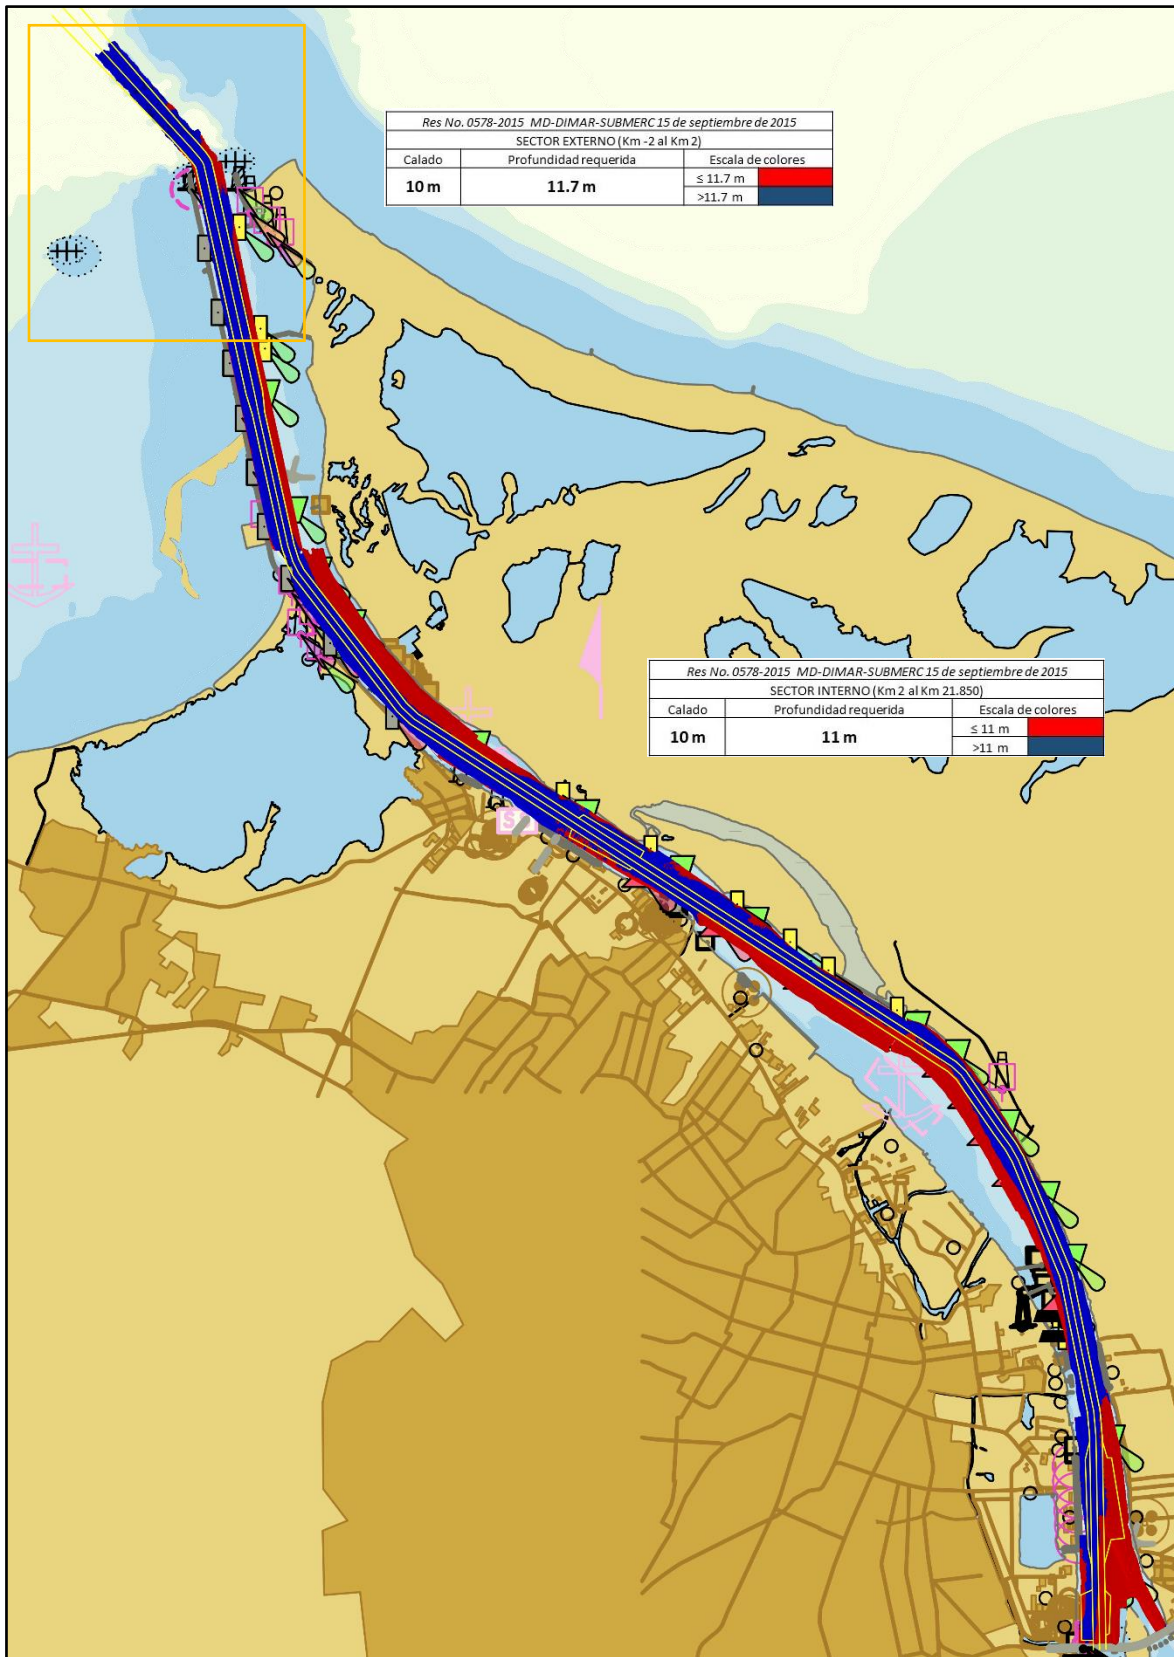 Res No. 0578-2015 MD-DIMAR-SUBMERC 15 de septiembre de 2015
SECTOR EXTERNO (Km -2 al Km 2)
Calado Profundidad requerida Escala de colores
10 m 11.7 m ≤ 11.7 m
>11.7 m
Res No. 0578-2015 MD-DIMAR-SUBMERC 15 de septiembre de 2015
SECTOR INTERNO (Km 2 al Km 21.850)
Calado Profundidad requerida Escala de colores
10 m 11 m ≤ 11 m
>11 m